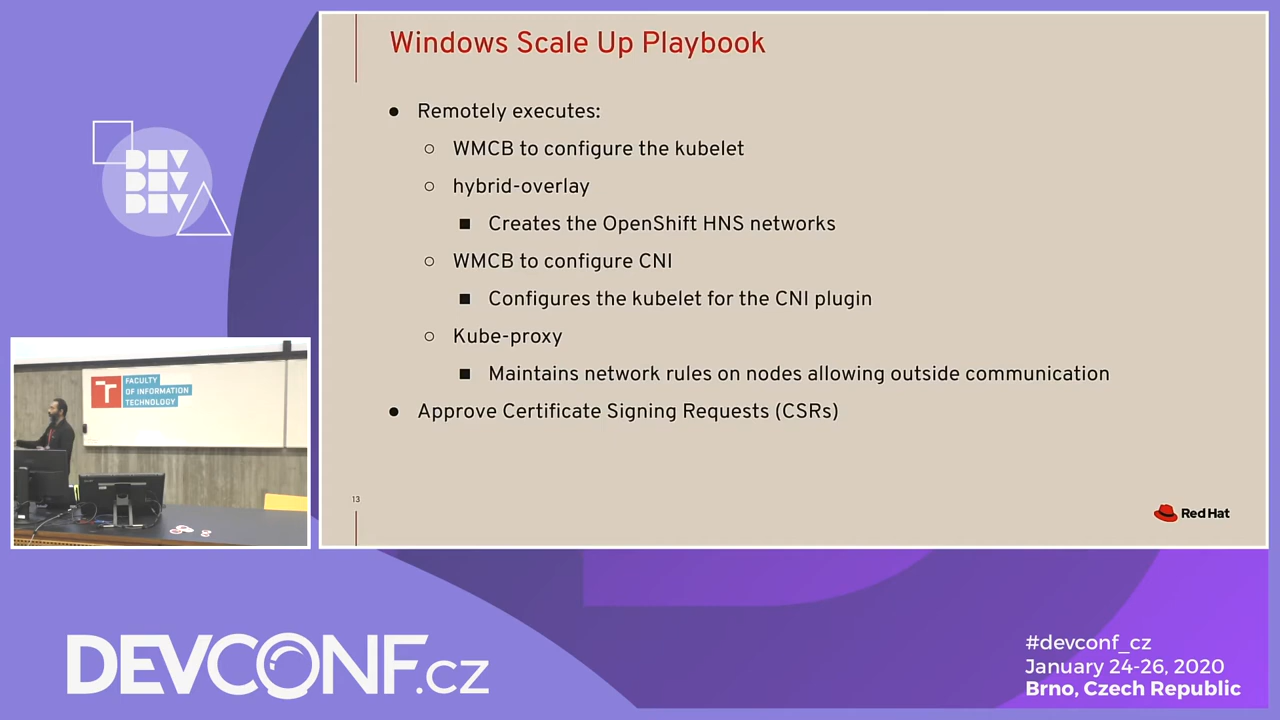 Windows Scale Up Playbook
● Remotely executes:
○ WMCB to configure the kubelet
○ hybrid-overlay
■ Creates the OpenShift HNS networks
○ WMCB to configure CNI
■ Configures the kubelet for the CNI plugin
○ Kube-proxy
■ Maintains network rules on nodes allowing outside communication
● Approve Certificate Signing Requests (CSRs)
13
Red Hat
DEV
DEV
DEV
FACULTY
OF INFORMATION
TECHNOLOGY
DEVCONF.cz
#devconf_cz
January 24-26, 2020
Brno, Czech Republic